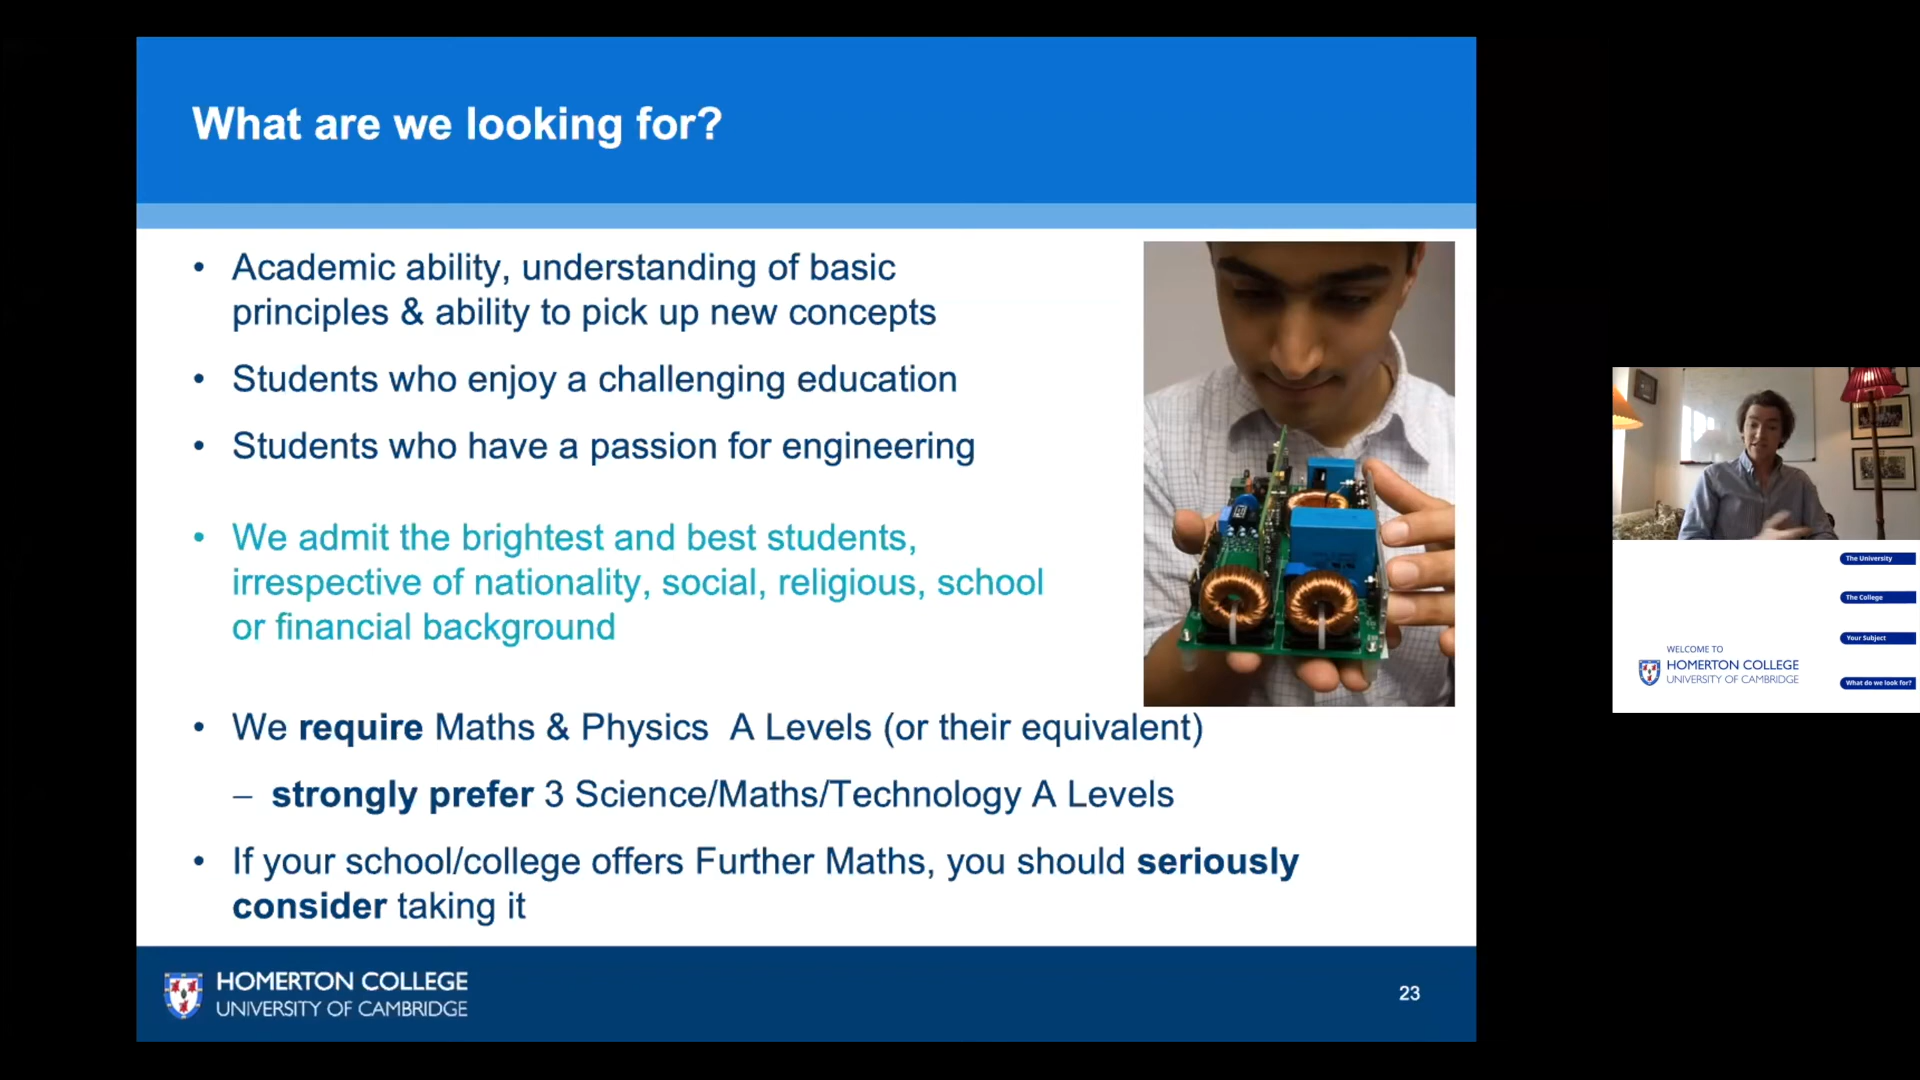 What are we looking for?
• Academic ability, understanding of basic
principles & ability to pick up new concepts
• Students who enjoy a challenging education
• Students who have a passion for engineering
• We admit the brightest and best students,
irrespective of nationality, social, religious, school
or financial background
• We require Maths & Physics A Levels (or their equivalent)
– strongly prefer 3 Science/Maths/Technology A Levels
• If your school/college offers Further Maths, you should seriously
consider taking it
HOMERTON COLLEGE
UNIVERSITY OF CAMBRIDGE
23
The University
The College
Your Subject
What do we look for?
WELCOME TO
HOMERTON COLLEGE
UNIVERSITY OF CAMBRIDGE